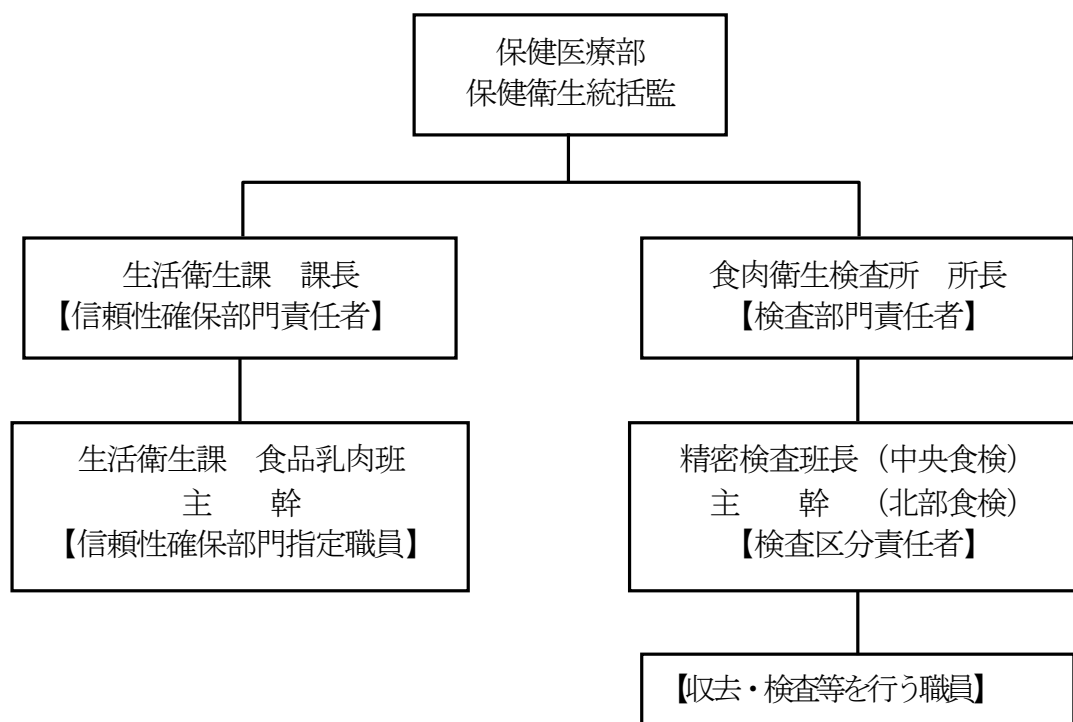 保健医療部
保健衛生統括監
生活衛生課　課長
【信頼性確保部門責任者】
食肉衛生検査所　所長
【検査部門責任者】
生活衛生課　食品乳肉班
主　　幹
【信頼性確保部門指定職員】
精密検査班長（中央食検）
主　　幹　（北部食検）
【検査区分責任者】
【収去・検査等を行う職員】